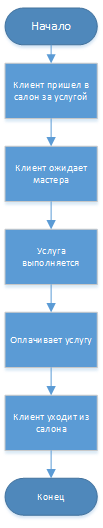 Начало
Клиент пришел в
салон за услугой
Клиент ожидает
мастера
Услуга
выполняется
Оплачивает услугу
Клиент уходит из
салона
Конец